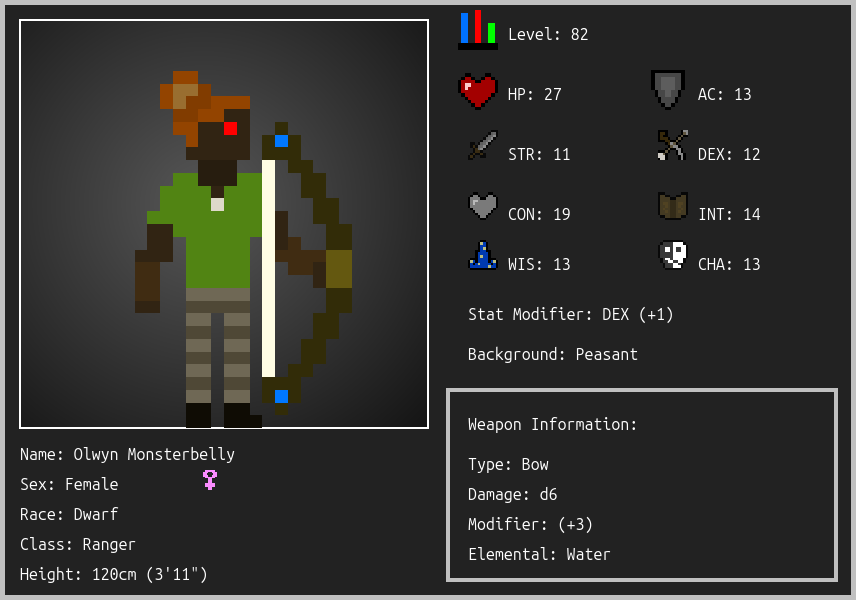 Level: 82
HP: 27
AC: 13
STR: 11
DEX: 12
CON: 19
INT: 14
WIS: 13
CHA: 13
Stat Modifier: DEX (+1)
Background: Peasant
Weapon Information:
Type: Bow
Damage: d6
Modifier: (+3)
Elemental: Water
Name: Olwyn Monsterbelly
Sex: Female
Race: Dwarf
Class: Ranger
Height: 120cm (3'11")